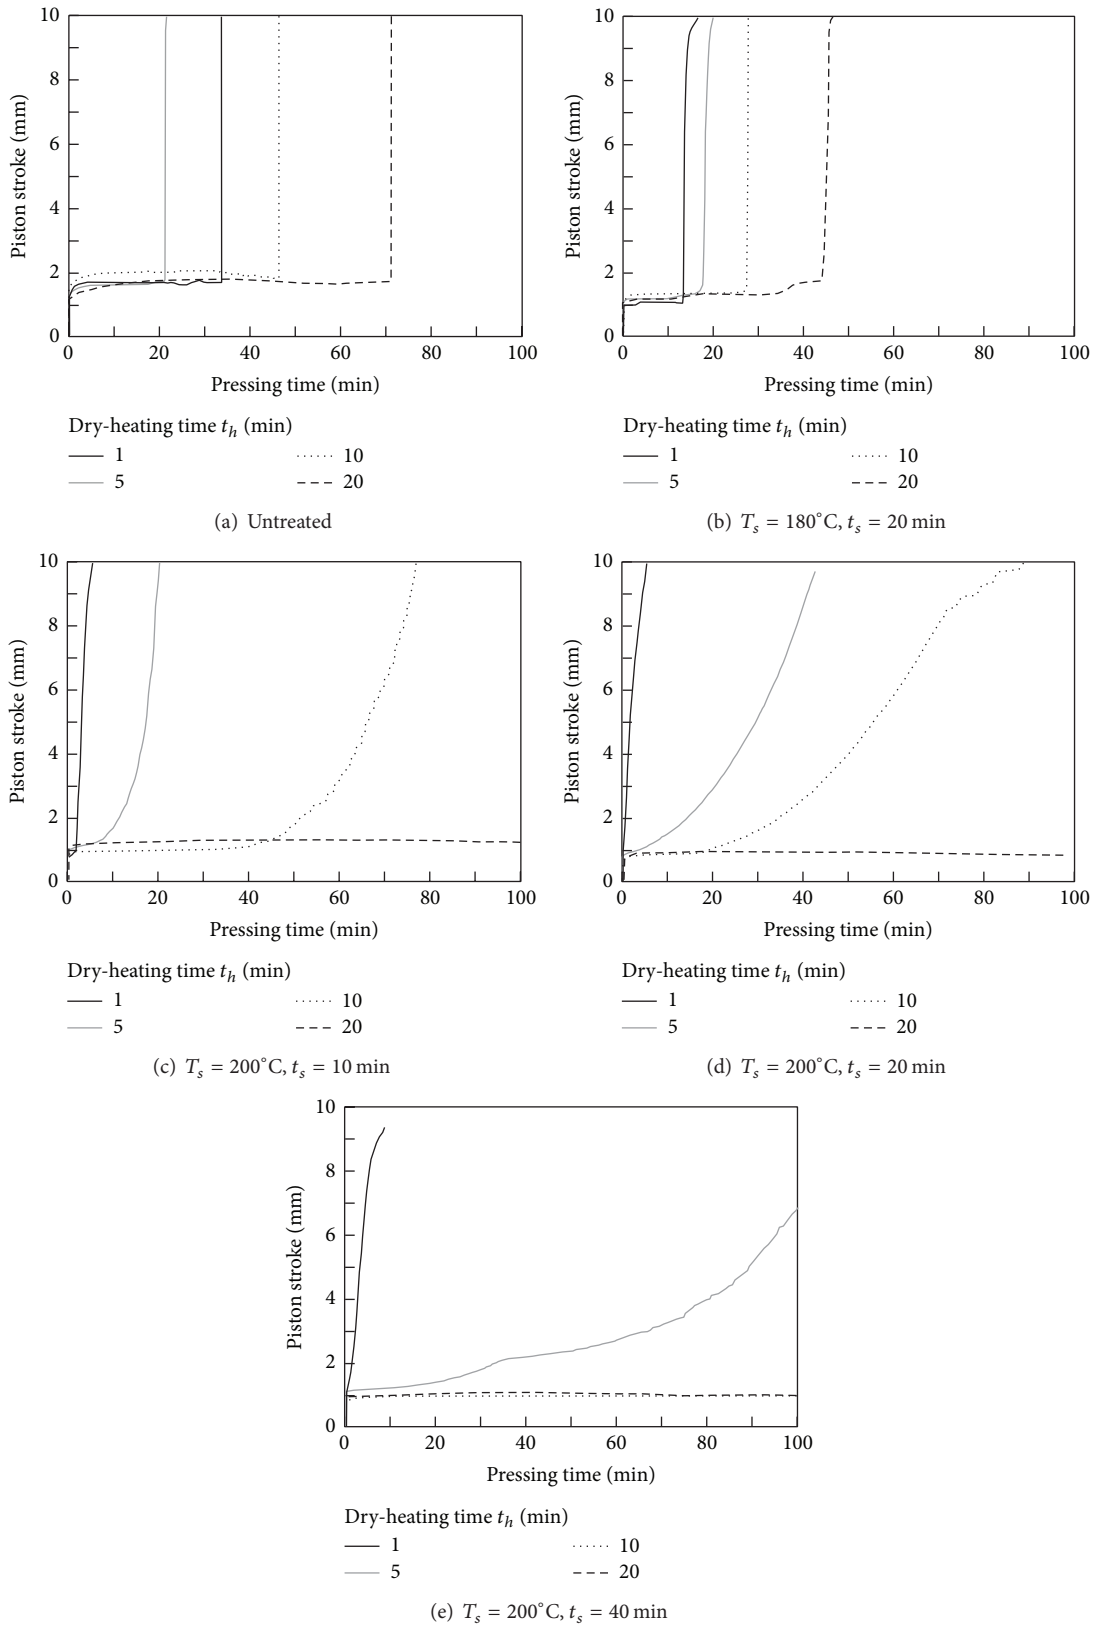 10
8
6
4
2
0
Piston stroke (mm)
0 20 40 60 80 100
Pressing time (min)
Dry-heating time t_h (min)
1 10
5 20
(a) Untreated
10
8
6
4
2
0
Piston stroke (mm)
0 20 40 60 80 100
Pressing time (min)
Dry-heating time t_h (min)
1 10
5 20
(b) T_s = 180°C, t_s = 20 min
10
8
6
4
2
0
Piston stroke (mm)
0 20 40 60 80 100
Pressing time (min)
Dry-heating time t_h (min)
1 10
5 20
(c) T_s = 200°C, t_s = 10 min
10
8
6
4
2
0
Piston stroke (mm)
0 20 40 60 80 100
Pressing time (min)
Dry-heating time t_h (min)
1 10
5 20
(d) T_s = 200°C, t_s = 20 min
10
8
6
4
2
0
Piston stroke (mm)
0 20 40 60 80 100
Pressing time (min)
Dry-heating time t_h (min)
1 10
5 20
(e) T_s = 200°C, t_s = 40 min